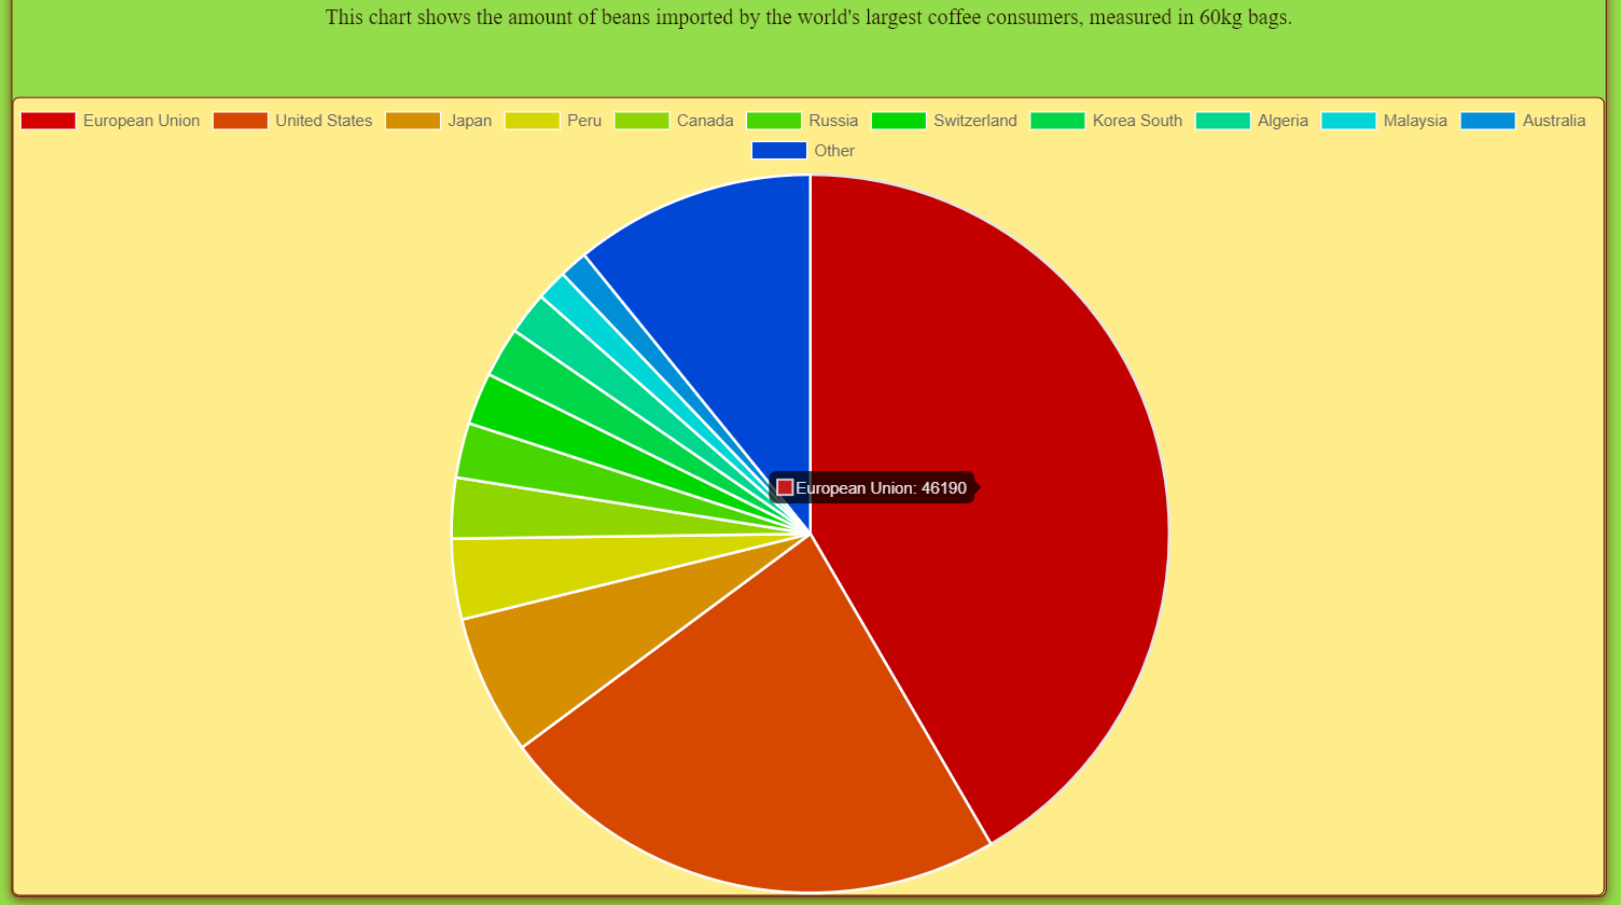 This chart shows the amount of beans imported by the world's largest coffee consumers, measured in 60kg bags.
European Union United States Japan Peru Canada Russia Switzerland Korea South Algeria Malaysia Australia
Other
European Union: 46190